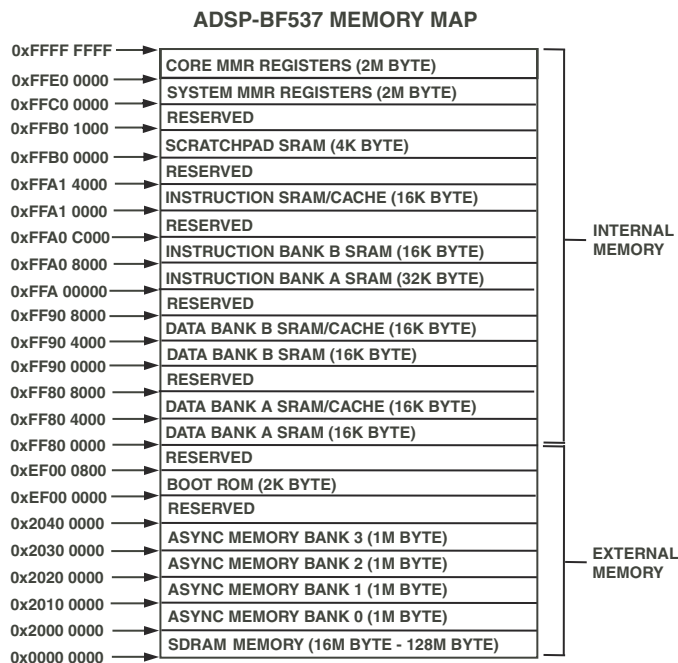 ADSP-BF537 MEMORY MAP
0xFFFF FFFF
CORE MMR REGISTERS (2M BYTE)
0xFFE0 0000
SYSTEM MMR REGISTERS (2M BYTE)
0xFFC0 0000
RESERVED
0xFFB0 1000
SCRATCHPAD SRAM (4K BYTE)
0xFFB0 0000
RESERVED
0xFFA1 4000
INSTRUCTION SRAM/CACHE (16K BYTE)
0xFFA1 0000
RESERVED
0xFFA0 C000
INSTRUCTION BANK B SRAM (16K BYTE)
0xFFA0 8000
INSTRUCTION BANK A SRAM (32K BYTE)
0xFFA 00000
RESERVED
0xFF90 8000
DATA BANK B SRAM/CACHE (16K BYTE)
0xFF90 4000
DATA BANK B SRAM (16K BYTE)
0xFF90 0000
RESERVED
0xFF80 8000
DATA BANK A SRAM/CACHE (16K BYTE)
0xFF80 4000
DATA BANK A SRAM (16K BYTE)
0xFF80 0000
RESERVED
0xEF00 0800
BOOT ROM (2K BYTE)
0xEF00 0000
RESERVED
0x2040 0000
ASYNC MEMORY BANK 3 (1M BYTE)
0x2030 0000
ASYNC MEMORY BANK 2 (1M BYTE)
0x2020 0000
ASYNC MEMORY BANK 1 (1M BYTE)
0x2010 0000
ASYNC MEMORY BANK 0 (1M BYTE)
0x2000 0000
SDRAM MEMORY (16M BYTE - 128M BYTE)
0x0000 0000
INTERNAL
MEMORY
EXTERNAL
MEMORY